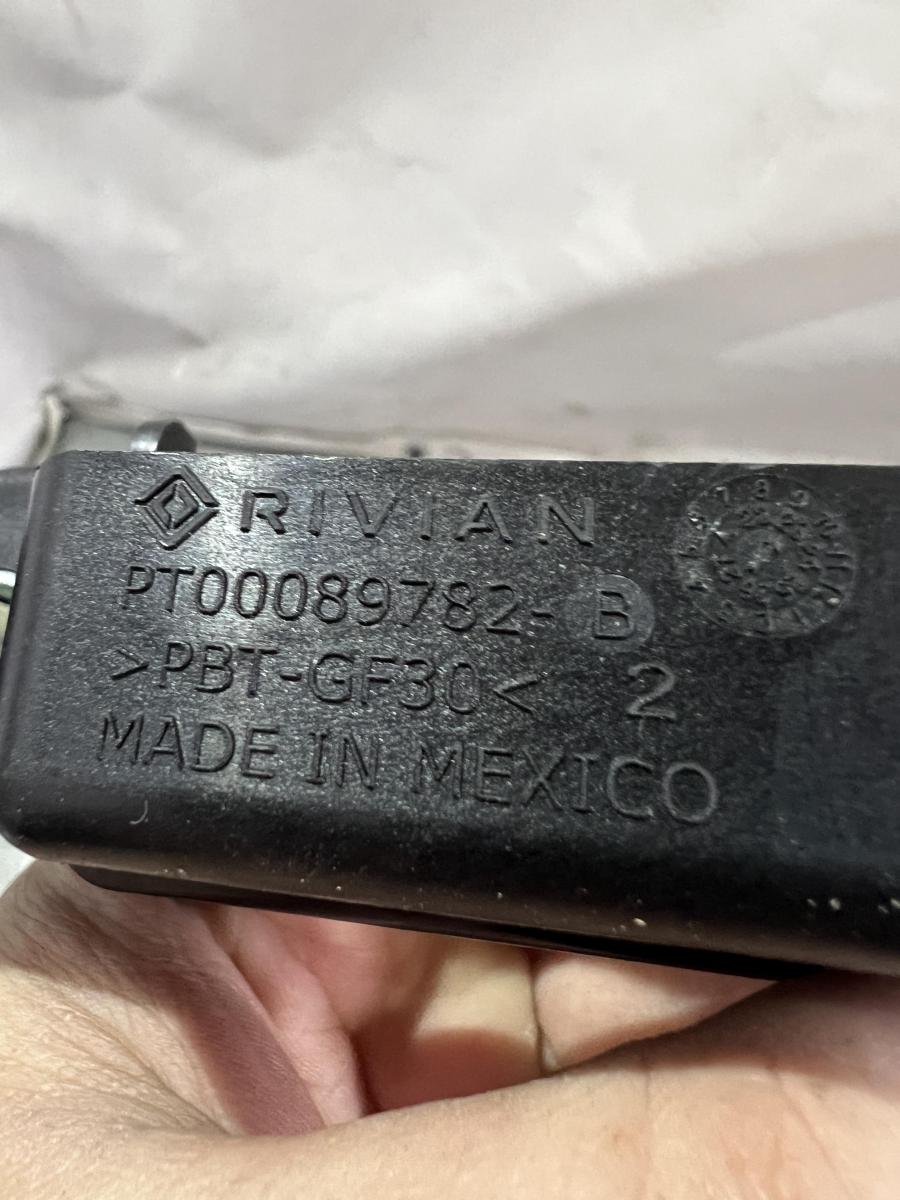 RIVIAN
PT00089782-B
>PBT-GF30< 2
MADE IN MEXICO